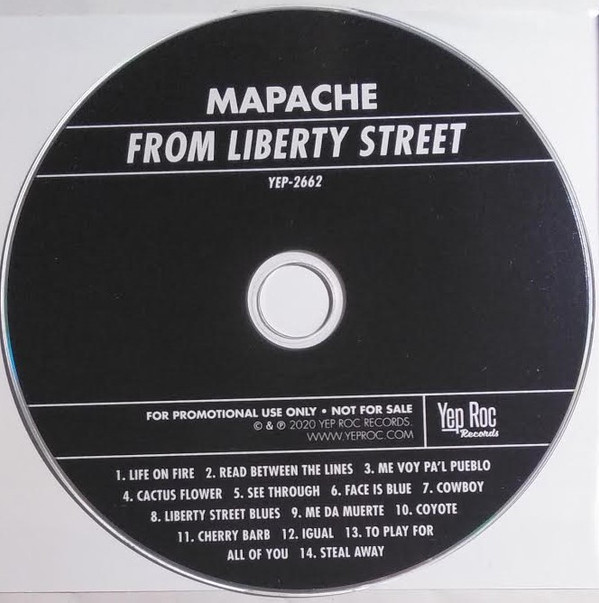 MAPACHE
FROM LIBERTY STREET
YEP-2662
FOR PROMOTIONAL USE ONLY • NOT FOR SALE
© & ℗ 2020 YEP ROC RECORDS.
WWW.YEPROC.COM
Yep Roc
Records
1. LIFE ON FIRE 2. READ BETWEEN THE LINES 3. ME VOY PA'L PUEBLO
4. CACTUS FLOWER 5. SEE THROUGH 6. FACE IS BLUE 7. COWBOY
8. LIBERTY STREET BLUES 9. ME DA MUERTE 10. COYOTE
11. CHERRY BARB 12. IGUAL 13. TO PLAY FOR
ALL OF YOU 14. STEAL AWAY